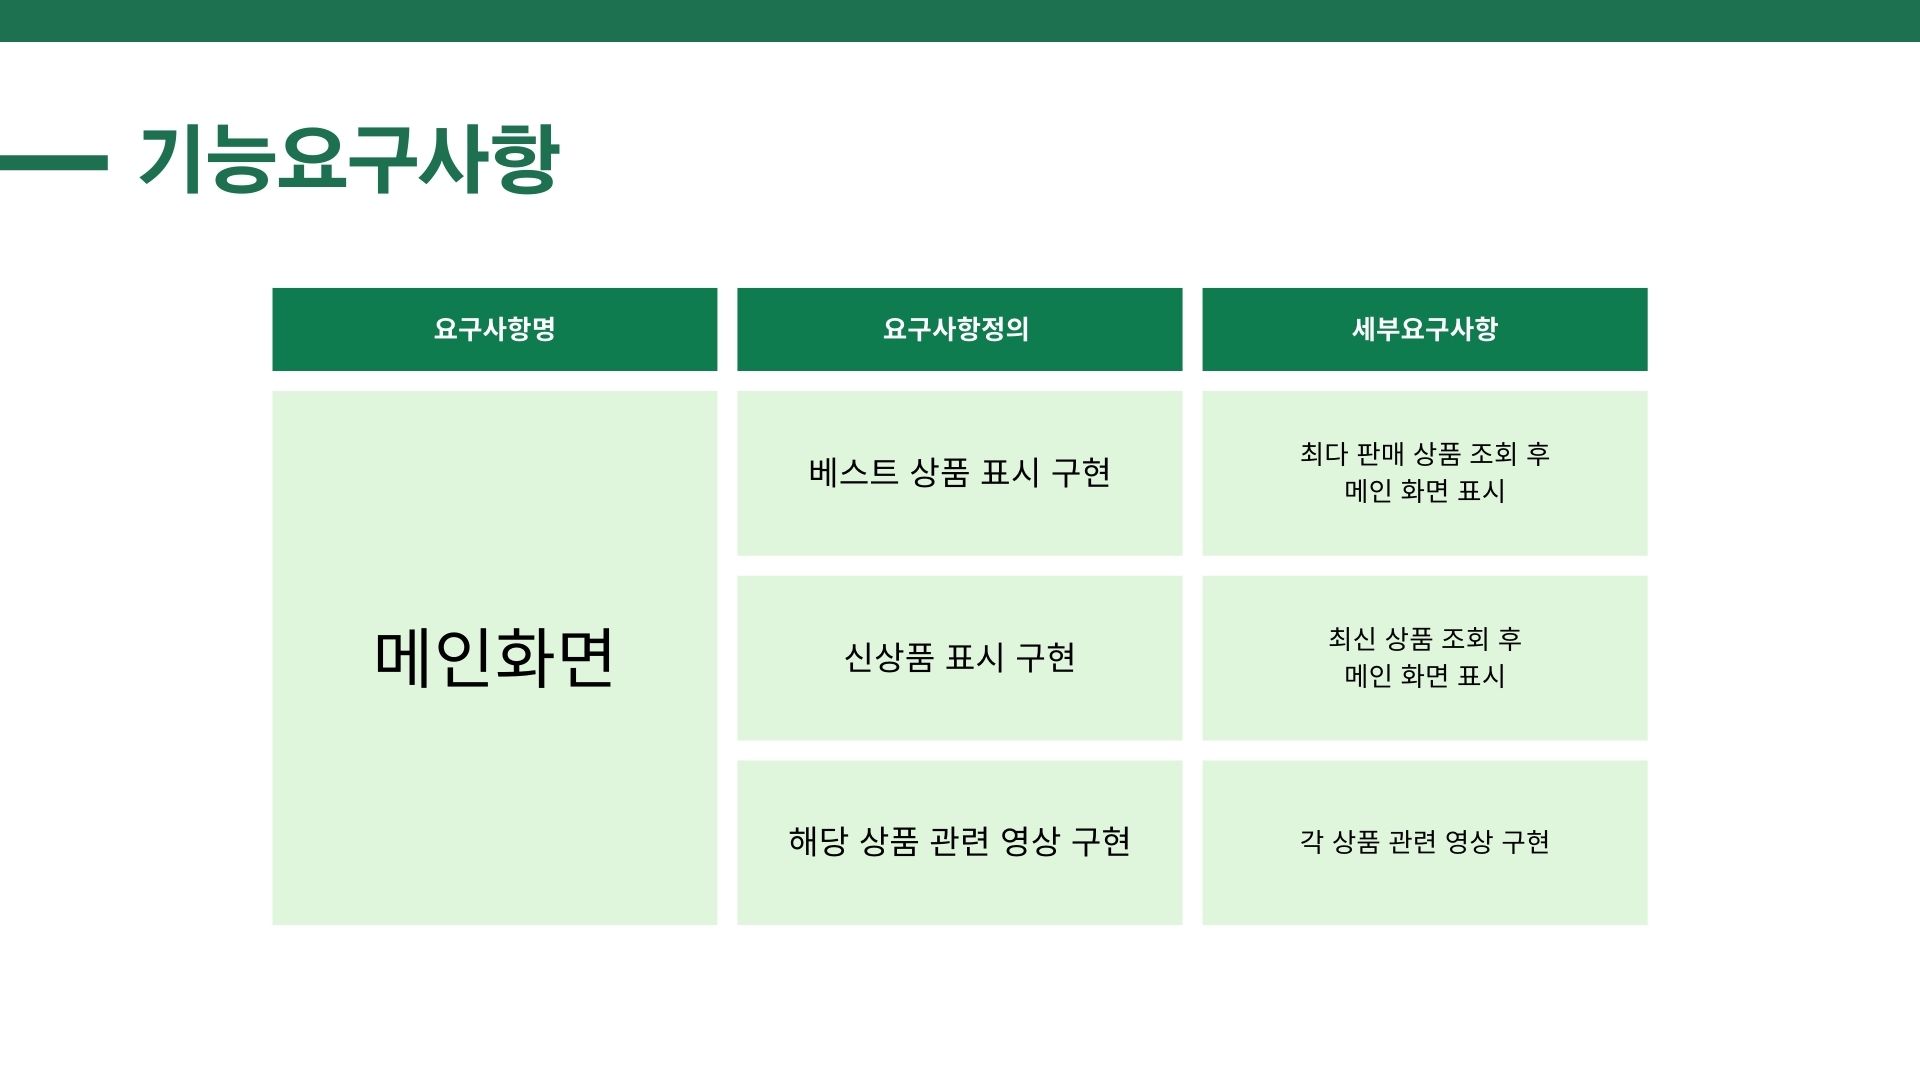 기능요구사항
요구사항명
요구사항정의
세부요구사항
메인화면
베스트 상품 표시 구현
최다 판매 상품 조회 후
메인 화면 표시
신상품 표시 구현
최신 상품 조회 후
메인 화면 표시
해당 상품 관련 영상 구현
각 상품 관련 영상 구현